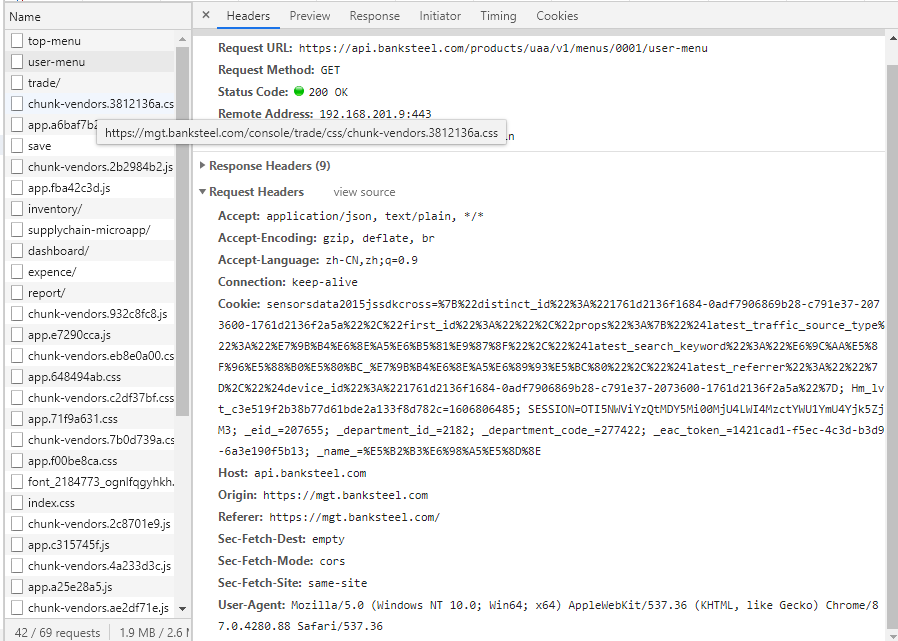 Name
× Headers Preview Response Initiator Timing Cookies
top-menu
user-menu
trade/
chunk-vendors.3812136a.cs
app.a6baf7b2
https://mgt.banksteel.com/console/trade/css/chunk-vendors.3812136a.css
save
chunk-vendors.2b2984b2.js
app.fba42c3d.js
inventory/
supplychain-microapp/
dashboard/
expence/
report/
chunk-vendors.932c8fc8.js
app.e7290cca.js
chunk-vendors.eb8e0a00.cs
app.648494ab.css
chunk-vendors.c2df37bf.css
app.71f9a631.css
chunk-vendors.7b0d739a.cs
app.f00be8ca.css
font_2184773_ognlfqgyhkh.
index.css
chunk-vendors.2c8701e9.js
app.c315745f.js
chunk-vendors.4a233d3c.js
app.a25e28a5.js
chunk-vendors.ae2df71e.js
42 / 69 requests 1.9 MB / 2.6 M
Request URL: https://api.banksteel.com/products/uaa/v1/menus/0001/user-menu
Request Method: GET
Status Code: 200 OK
Remote Address: 192.168.201.9:443
in
Response Headers (9)
Request Headers view source
Accept: application/json, text/plain, */*
Accept-Encoding: gzip, deflate, br
Accept-Language: zh-CN,zh;q=0.9
Connection: keep-alive
Cookie: sensorsdata2015jssdkcross=%7B%22distinct_id%22%3A%221761d2136f1684-0adf7906869b28-c791e37-207
3600-1761d2136f2a5a%22%2C%22first_id%22%3A%22%22%2C%22props%22%3A%7B%22%24latest_traffic_source_type%
22%3A%22%E7%9B%B4%E6%8E%A5%E6%B5%81%E9%87%8F%22%2C%22%24latest_search_keyword%22%3A%22%E6%9C%AA%E5%8
F%96%E5%88%B0%E5%80%BC_%E7%9B%B4%E6%8E%A5%E6%89%93%E5%BC%80%22%2C%22%24latest_referrer%22%3A%22%22%7
D%2C%22%24device_id%22%3A%221761d2136f1684-0adf7906869b28-c791e37-2073600-1761d2136f2a5a%22%7D; Hm_lv
t_c3e519f2b38b77d61bde2a133f8d782c=1606806485; SESSION=OTI5NWViYzQtMDY5Mi00MjU4LWI4MzctYWU1YmU4Yjk5Zj
M3; _eid_=207655; _department_id_=2182; _department_code_=277422; _eac_token_=1421cad1-f5ec-4c3d-b3d9
-6a3e190f5b13; _name_=%E5%B2%B3%E6%98%A5%E5%8D%8E
Host: api.banksteel.com
Origin: https://mgt.banksteel.com
Referer: https://mgt.banksteel.com/
Sec-Fetch-Dest: empty
Sec-Fetch-Mode: cors
Sec-Fetch-Site: same-site
User-Agent: Mozilla/5.0 (Windows NT 10.0; Win64; x64) AppleWebKit/537.36 (KHTML, like Gecko) Chrome/8
7.0.4280.88 Safari/537.36